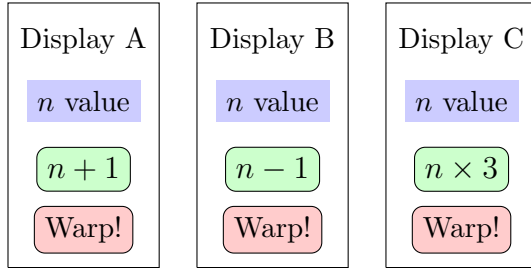 Display A
n value
n + 1
Warp!
Display B
n value
n − 1
Warp!
Display C
n value
n × 3
Warp!